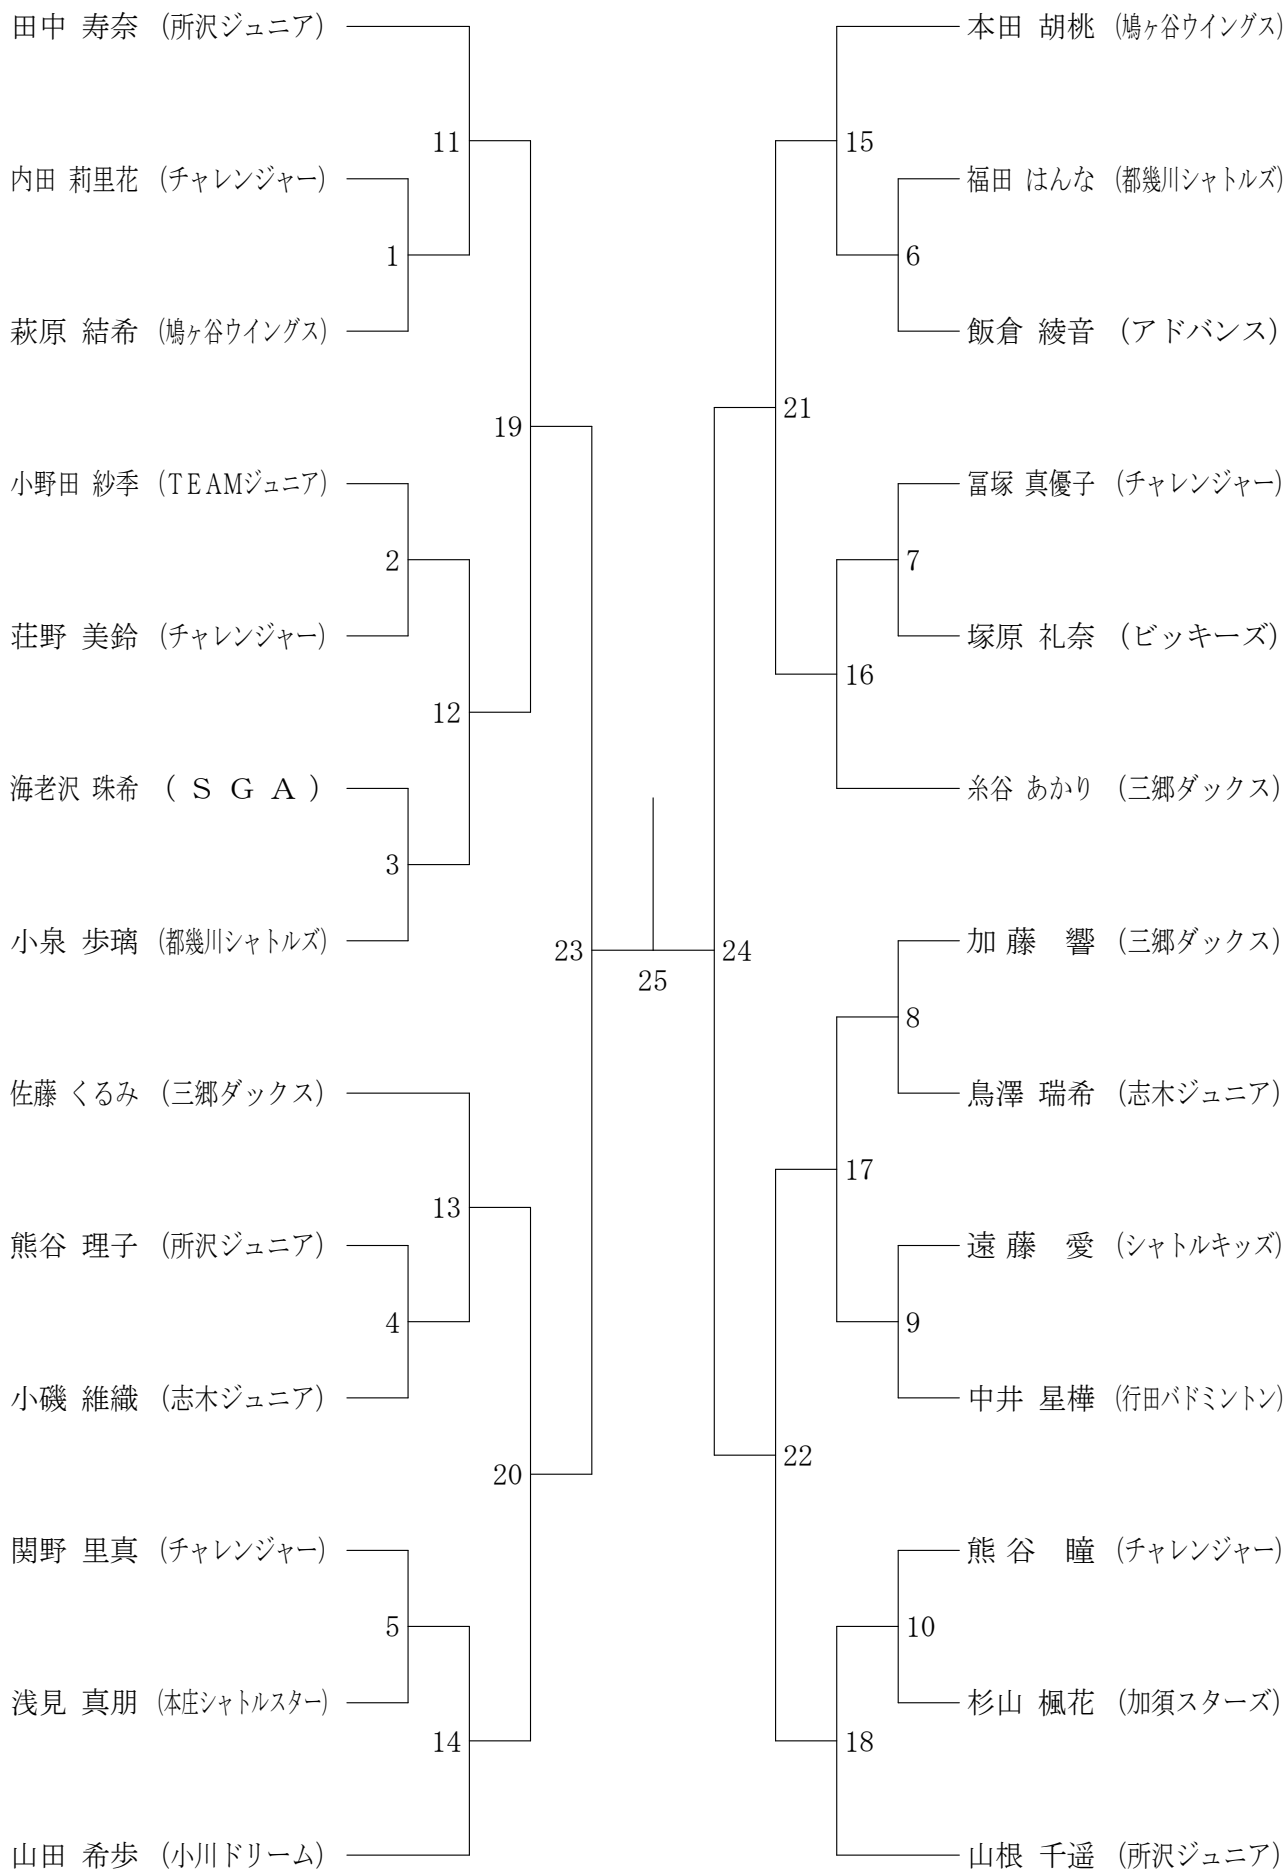 田中 寿奈 (所沢ジュニア)
11
内田 莉里花 (チャレンジャー)
1
萩原 結希 (鳩ヶ谷ウイングス)
19
小野田 紗季 (TEAMジュニア)
2
荘野 美鈴 (チャレンジャー)
12
海老沢 珠希 (SGA)
3
小泉 歩璃 (都幾川シャトルズ)
23
25
佐藤 くるみ (三郷ダックス)
13
熊谷 理子 (所沢ジュニア)
4
小磯 維織 (志木ジュニア)
20
関野 里真 (チャレンジャー)
5
浅見 真朋 (本庄シャトルスター)
14
山田 希歩 (小川ドリーム)
本田 胡桃 (鳩ヶ谷ウイングス)
15
福田 はんな (都幾川シャトルズ)
6
飯倉 綾音 (アドバンス)
21
冨塚 真優子 (チャレンジャー)
7
塚原 礼奈 (ビッキーズ)
16
糸谷 あかり (三郷ダックス)
加藤 響 (三郷ダックス)
24
8
鳥澤 瑞希 (志木ジュニア)
17
遠藤 愛 (シャトルキッズ)
9
中井 星樺 (行田バドミントン)
22
熊谷 瞳 (チャレンジャー)
10
杉山 楓花 (加須スターズ)
18
山根 千遥 (所沢ジュニア)